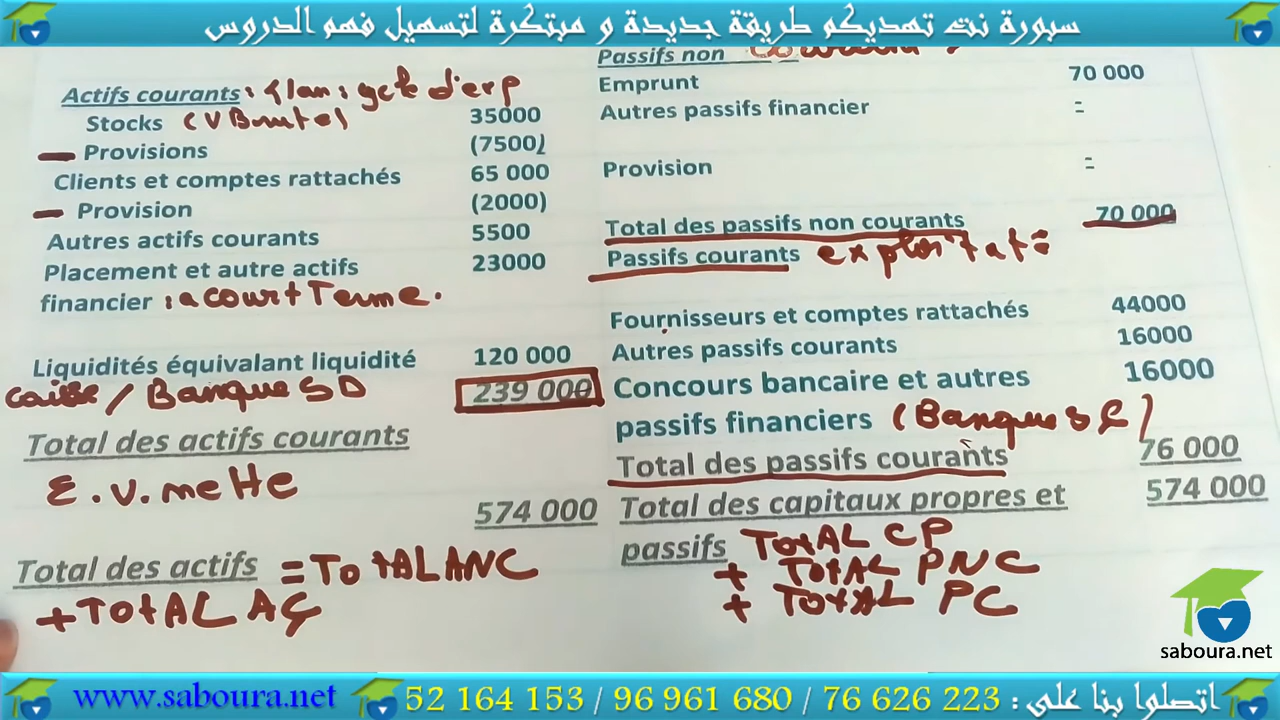 سبورة نت تهديكم طريقة جديدة و مبتكرة لتسهيل فهم الدروس
Actifs courants:
Stocks (V Brute) 35000
Provisions (7500)
Clients et comptes rattachés 65 000
Provision (2000)
Autres actifs courants 5500
Placement et autre actifs 23000
financier : a court Terme.
Liquidités équivalant liquidité 120 000
caisse / Banque SD 239 000
Total des actifs courants
Σ. V. nette
574 000
Total des actifs = TotAL ANC
+ TOtAL AC
Passifs non
Emprunt 70 000
Autres passifs financier =
Provision =
Total des passifs non courants 70 000
Passifs courants exploitat=
Fournisseurs et comptes rattachés 44000
Autres passifs courants 16000
Concours bancaire et autres 16000
passifs financiers (Banque SC)
Total des passifs courants 76 000
Total des capitaux propres et 574 000
passifs TotAL CP
+ TOTAL PNC
+ TOTAL PC
saboura.net
www.saboura.net
اتصلوا بنا على : 52 164 153 / 96 961 680 / 76 626 223